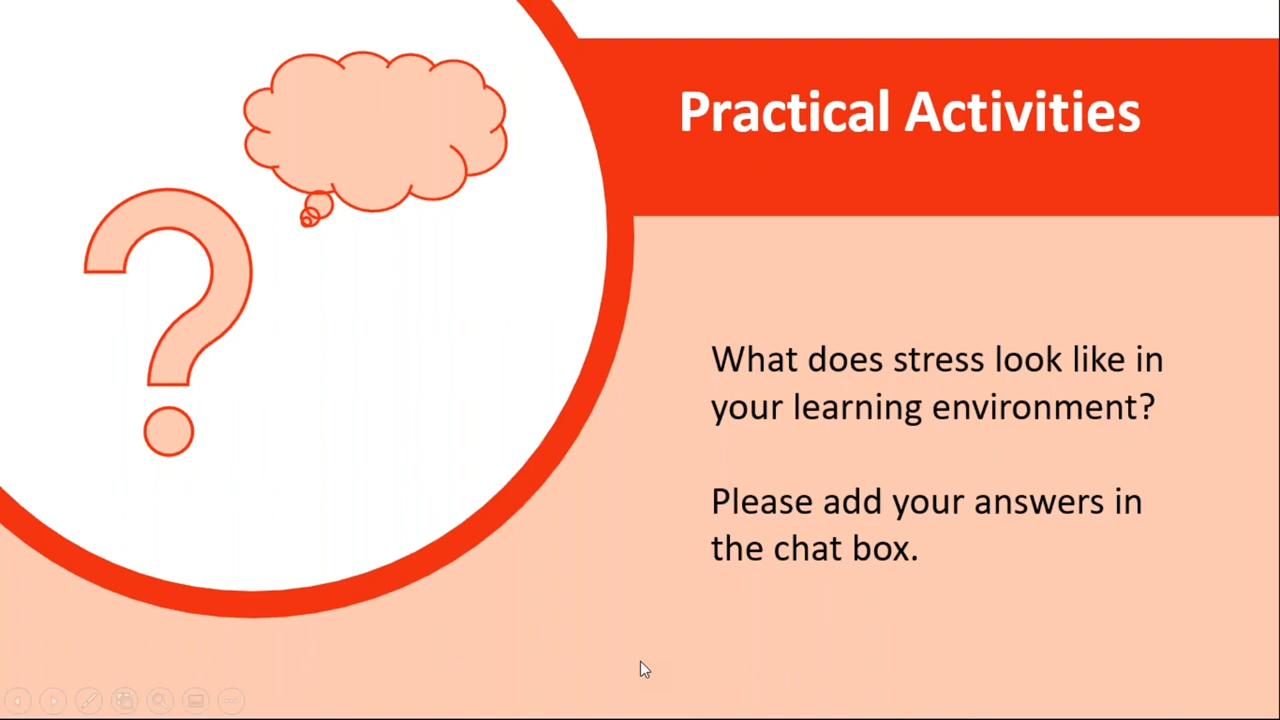 Practical Activities
What does stress look like in
your learning environment?
Please add your answers in
the chat box.